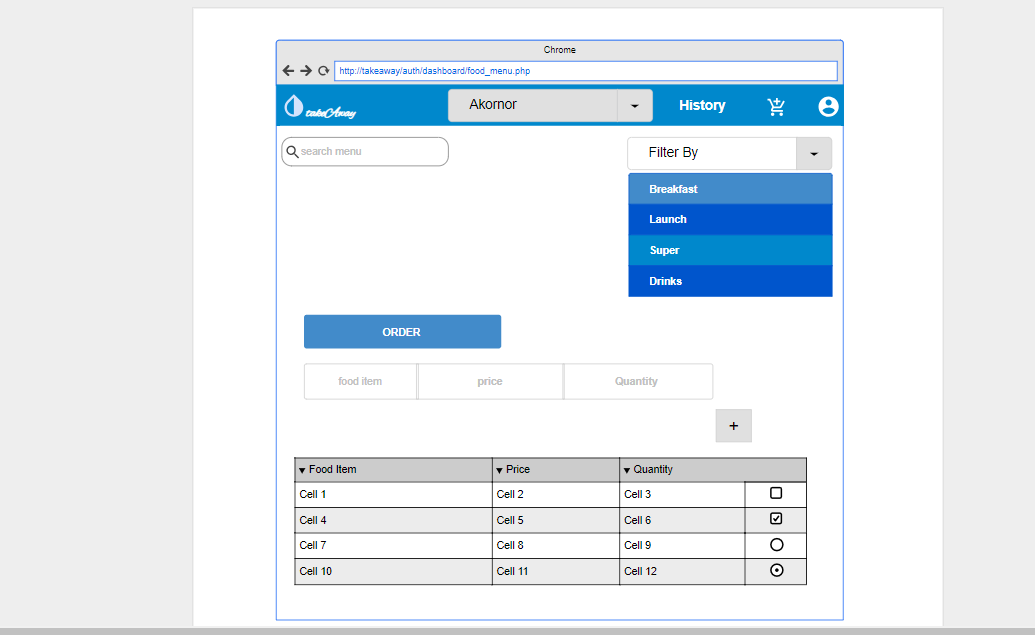 Chrome
http://takeaway/auth/dashboard/food_menu.php
takeAway
Akornor
History
search menu
Filter By
Breakfast
Launch
Super
Drinks
ORDER
food item price Quantity
+
Food Item Price Quantity
Cell 1 Cell 2 Cell 3
Cell 4 Cell 5 Cell 6
Cell 7 Cell 8 Cell 9
Cell 10 Cell 11 Cell 12